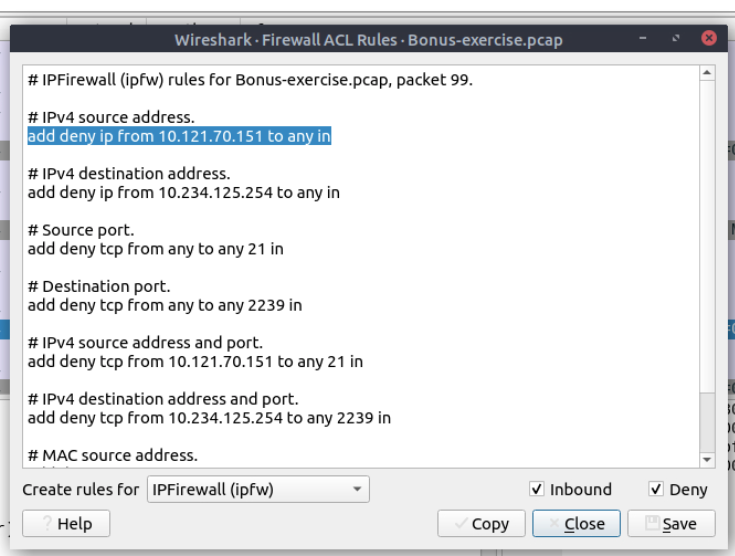 Wireshark · Firewall ACL Rules · Bonus-exercise.pcap
# IPFirewall (ipfw) rules for Bonus-exercise.pcap, packet 99.
# IPv4 source address.
add deny ip from 10.121.70.151 to any in
# IPv4 destination address.
add deny ip from 10.234.125.254 to any in
# Source port.
add deny tcp from any to any 21 in
# Destination port.
add deny tcp from any to any 2239 in
# IPv4 source address and port.
add deny tcp from 10.121.70.151 to any 21 in
# IPv4 destination address and port.
add deny tcp from 10.234.125.254 to any 2239 in
# MAC source address.
Create rules for IPFirewall (ipfw) Inbound Deny
? Help Copy Close Save